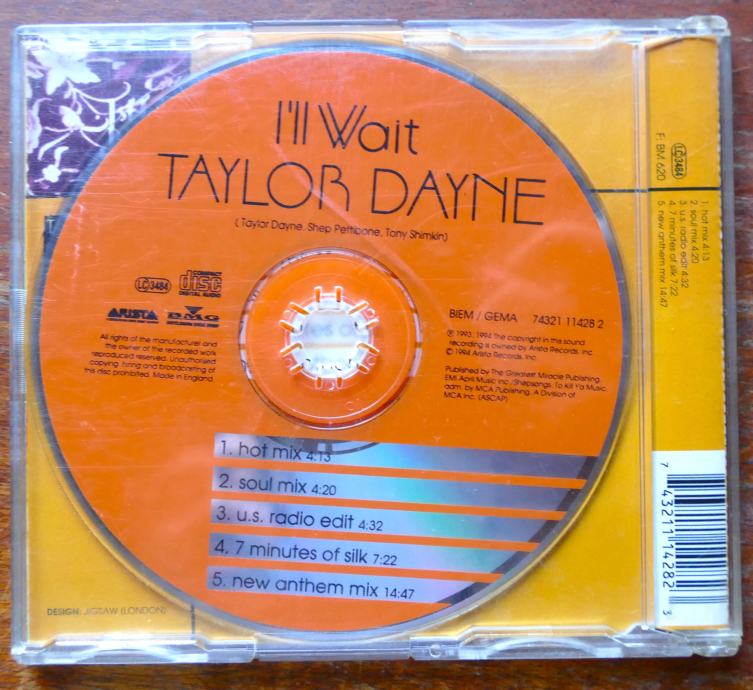 I'll Wait
TAYLOR DAYNE
( Taylor Dayne, Shep Pettibone, Tony Shimkin)
LC 3484
COMPACT
disc
DIGITAL AUDIO
ARISTA
BMG
All rights of the manufacturer and
the owner of the recorded work
reproduced reserved. Unauthorised
copying, hiring and broadcasting of
this disc prohibited. Made in England.
BIEM / GEMA 74321 11428 2
℗ 1993, 1994 The copyright in this sound
recording is owned by Arista Records, Inc.
© 1994 Arista Records, Inc.
Published by The Greatest Miracle Publishing,
EMI April Music Inc./Shepsongs. To Kit Ya Music,
adm. by MCA Publishing. A Division of
MCA Inc. (ASCAP)
1. hot mix 4:13
2. soul mix 4:20
3. u.s. radio edit 4:32
4. 7 minutes of silk 7:22
5. new anthem mix 14:47
DESIGN: JIGSAW (LONDON)
LC 3484
F: BM 620
1. hot mix 4:13
2. soul mix 4:20
3. u.s. radio edit 4:32
4. 7 minutes of silk 7:22
5. new anthem mix 14:47
7 43211 14282 3